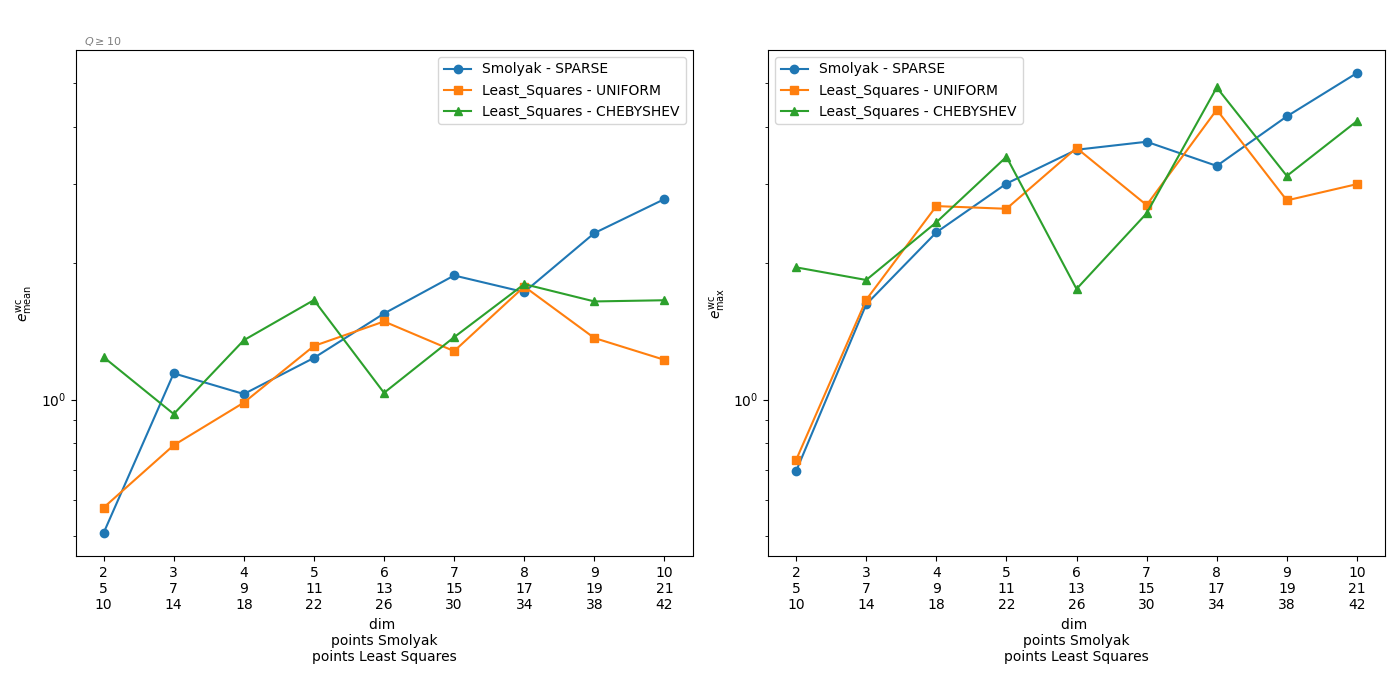 Q ≥ 10
Smolyak - SPARSE
Least_Squares - UNIFORM
Least_Squares - CHEBYSHEV
e^wc_mean
10^0
2 3 4 5 6 7 8 9 10
5 7 9 11 13 15 17 19 21
10 14 18 22 26 30 34 38 42
dim
points Smolyak
points Least Squares
Smolyak - SPARSE
Least_Squares - UNIFORM
Least_Squares - CHEBYSHEV
e^wc_max
10^0
2 3 4 5 6 7 8 9 10
5 7 9 11 13 15 17 19 21
10 14 18 22 26 30 34 38 42
dim
points Smolyak
points Least Squares